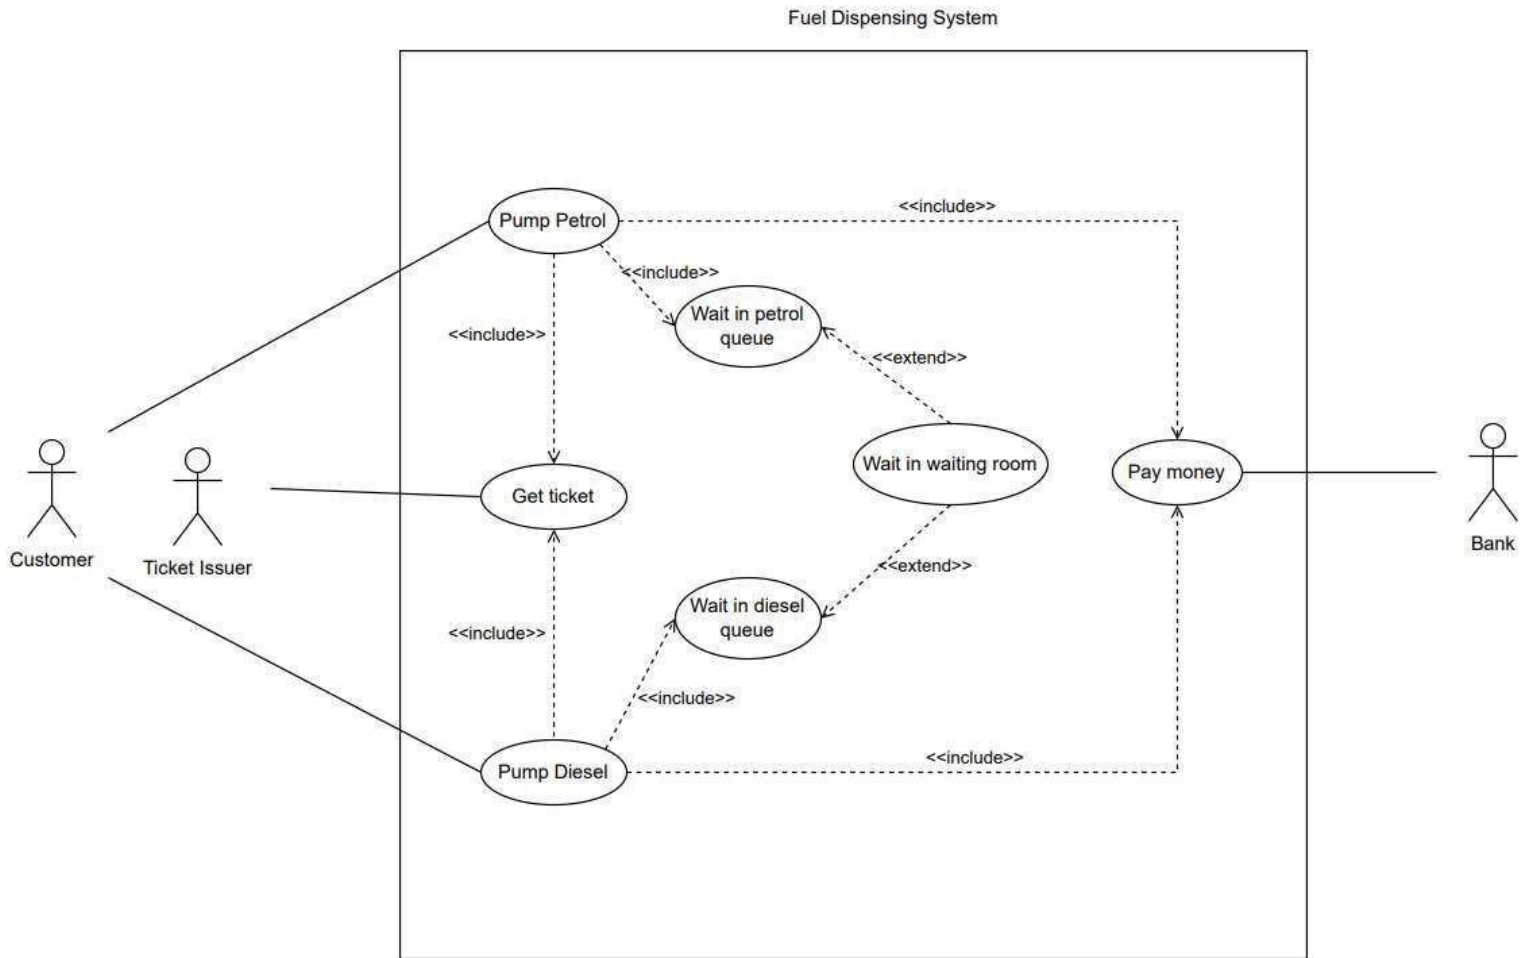 Fuel Dispensing System
Pump Petrol
<<include>>
<<include>>
Wait in petrol
queue
<<include>>
<<extend>>
Customer
Ticket Issuer
Get ticket
Wait in waiting room
Pay money
Bank
<<extend>>
Wait in diesel
queue
<<include>>
<<include>>
Pump Diesel
<<include>>